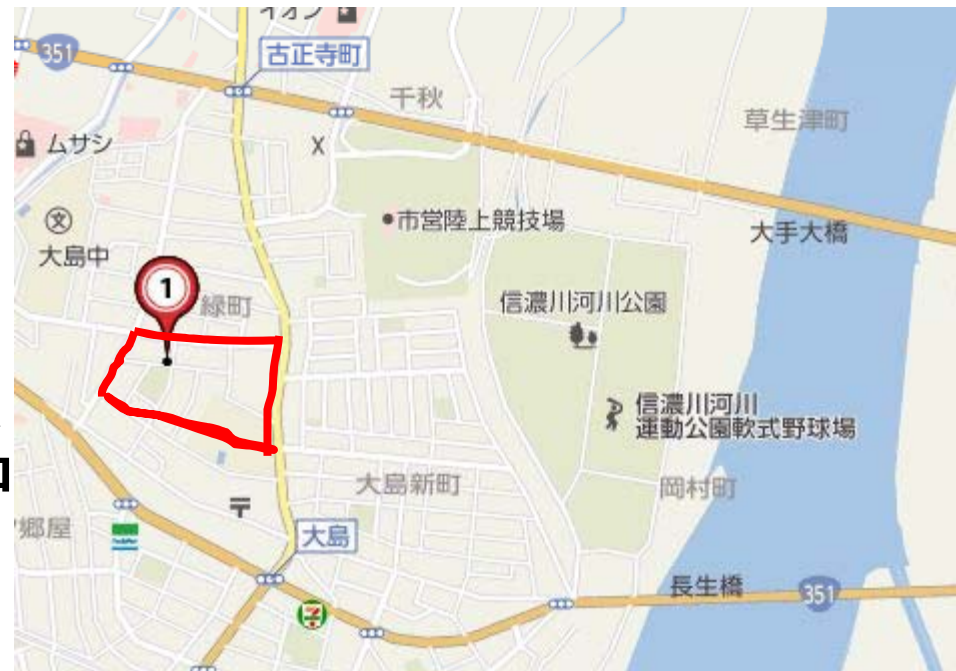 イオン
351
古正寺町
千秋
草生津町
ムサシ
X
市営陸上競技場
大手大橋
文
大島中
1
緑町
信濃川河川公園
信濃川河川
運動公園軟式野球場
大島新町
岡村町
〒
郷屋
FamilyMart
大島
長生橋
351
7